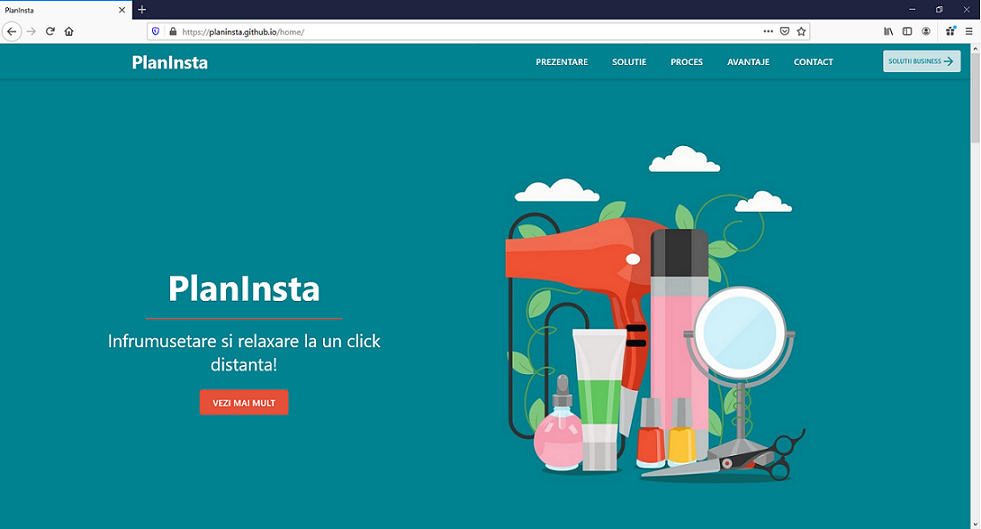 PlanInsta
https://planinsta.github.io/home/
PlanInsta
PREZENTARE
SOLUTIE
PROCES
AVANTAJE
CONTACT
SOLUTII BUSINESS
PlanInsta
Infrumusetare si relaxare la un click
distanta!
VEZI MAI MULT